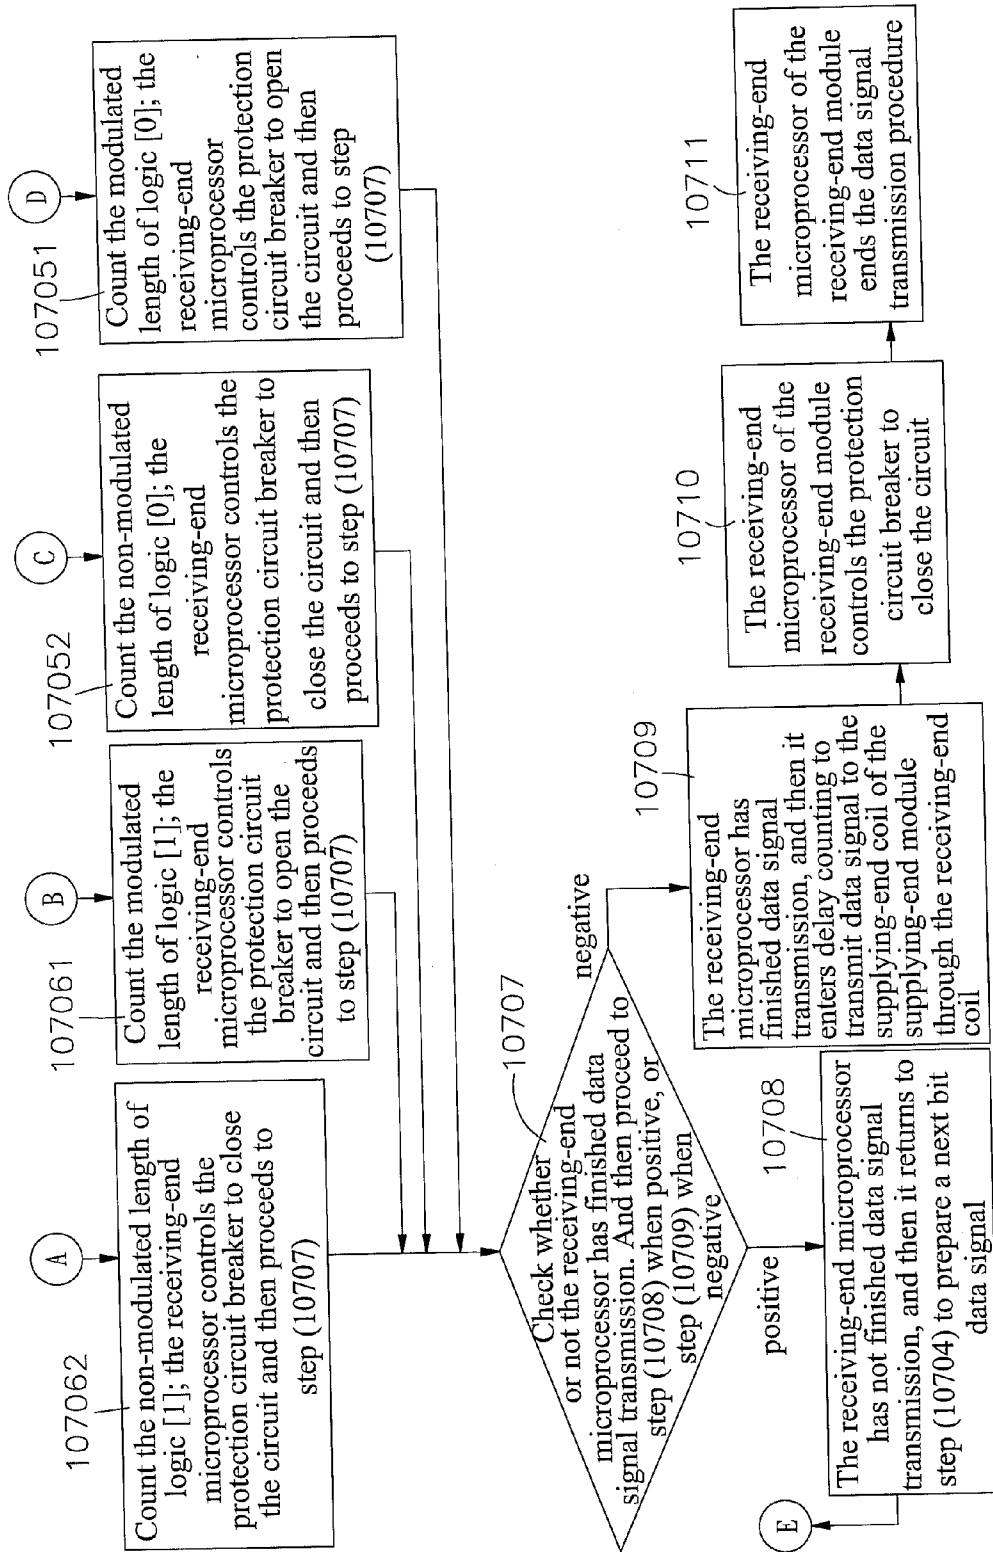 A
107062
Count the non-modulated length of
logic [1]; the receiving-end
microprocessor controls the
protection circuit breaker to close
the circuit and then proceeds to
step (10707)
B
107061
Count the modulated
length of logic [1]; the
receiving-end
microprocessor controls
the protection circuit
breaker to open the
circuit and then proceeds
to step (10707)
C
107052
Count the non-modulated
length of logic [0]; the
receiving-end
microprocessor controls the
protection circuit breaker to
close the circuit and then
proceeds to step (10707)
D
107051
Count the modulated
length of logic [0]; the
receiving-end
microprocessor
controls the protection
circuit breaker to open
the circuit and then
proceeds to step
(10707)
10707
Check whether
or not the receiving-end
microprocessor has finished data
signal transmission. And then proceed to
step (10708) when positive, or
step (10709) when
negative
positive
negative
10708
The receiving-end microprocessor
has not finished data signal
transmission, and then it returns to
step (10704) to prepare a next bit
data signal
E
10709
The receiving-end
microprocessor has
finished data signal
transmission, and then it
enters delay counting to
transmit data signal to the
supplying-end coil of the
supplying-end module
through the receiving-end
coil
10710
The receiving-end
microprocessor of the
receiving-end module
controls the protection
circuit breaker to
close the circuit
10711
The receiving-end
microprocessor of the
receiving-end module
ends the data signal
transmission procedure